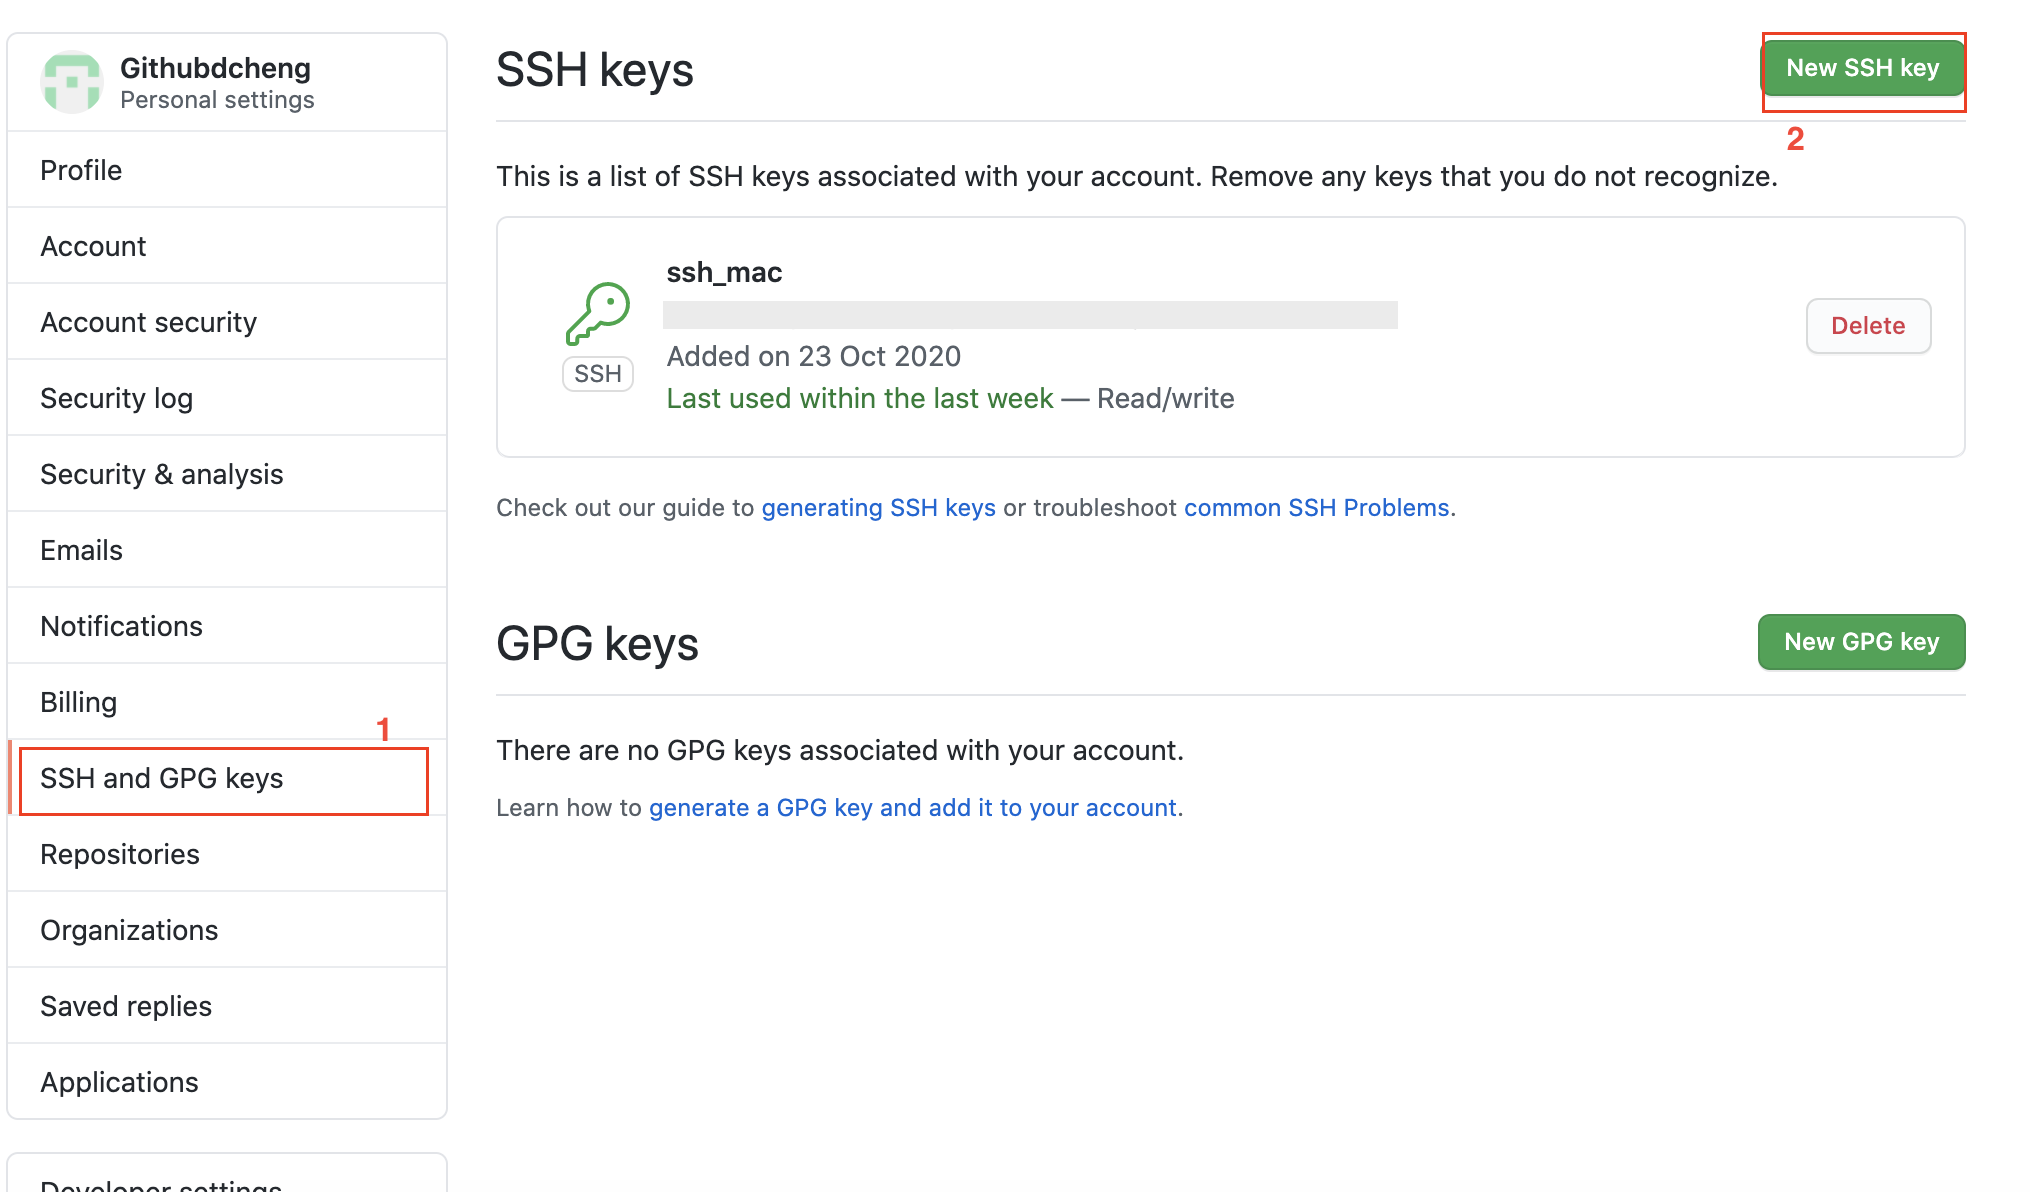 Githubdcheng
Personal settings
Profile
Account
Account security
Security log
Security & analysis
Emails
Notifications
Billing
1
SSH and GPG keys
Repositories
Organizations
Saved replies
Applications
Developer settings
SSH keys
New SSH key
2
This is a list of SSH keys associated with your account. Remove any keys that you do not recognize.
ssh_mac
SSH
Added on 23 Oct 2020
Last used within the last week — Read/write
Delete
Check out our guide to generating SSH keys or troubleshoot common SSH Problems.
GPG keys
New GPG key
There are no GPG keys associated with your account.
Learn how to generate a GPG key and add it to your account.